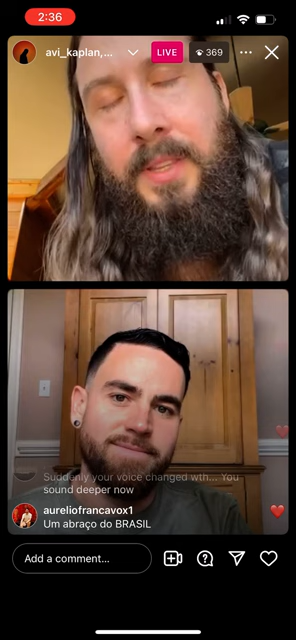 2:36
avi_kaplan,...
LIVE
369
Suddenly your voice changed wth... You
sound deeper now
aureliofrancavox1
Um abraço do BRASIL
Add a comment...